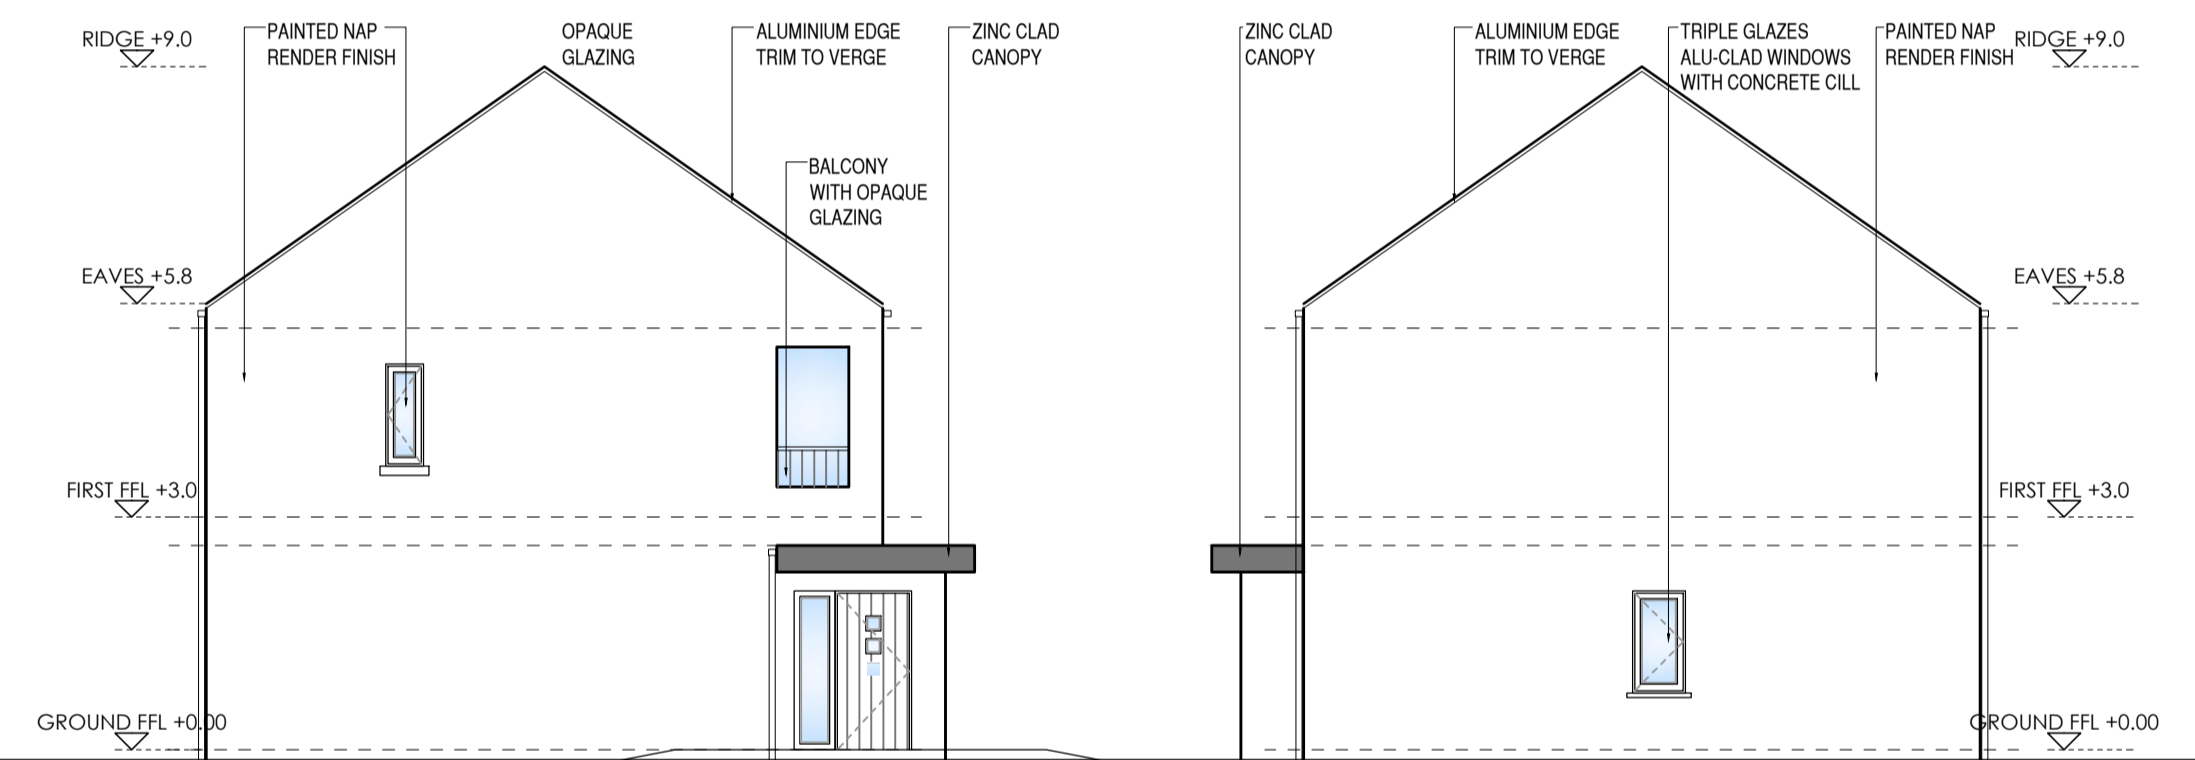 RIDGE +9.0
PAINTED NAP
RENDER FINISH
OPAQUE
GLAZING
ALUMINIUM EDGE
TRIM TO VERGE
ZINC CLAD
CANOPY
BALCONY
WITH OPAQUE
GLAZING
EAVES +5.8
FIRST FFL +3.0
GROUND FFL +0.00
ZINC CLAD
CANOPY
ALUMINIUM EDGE
TRIM TO VERGE
TRIPLE GLAZES
ALU-CLAD WINDOWS
WITH CONCRETE CILL
PAINTED NAP
RENDER FINISH
RIDGE +9.0
EAVES +5.8
FIRST FFL +3.0
GROUND FFL +0.00